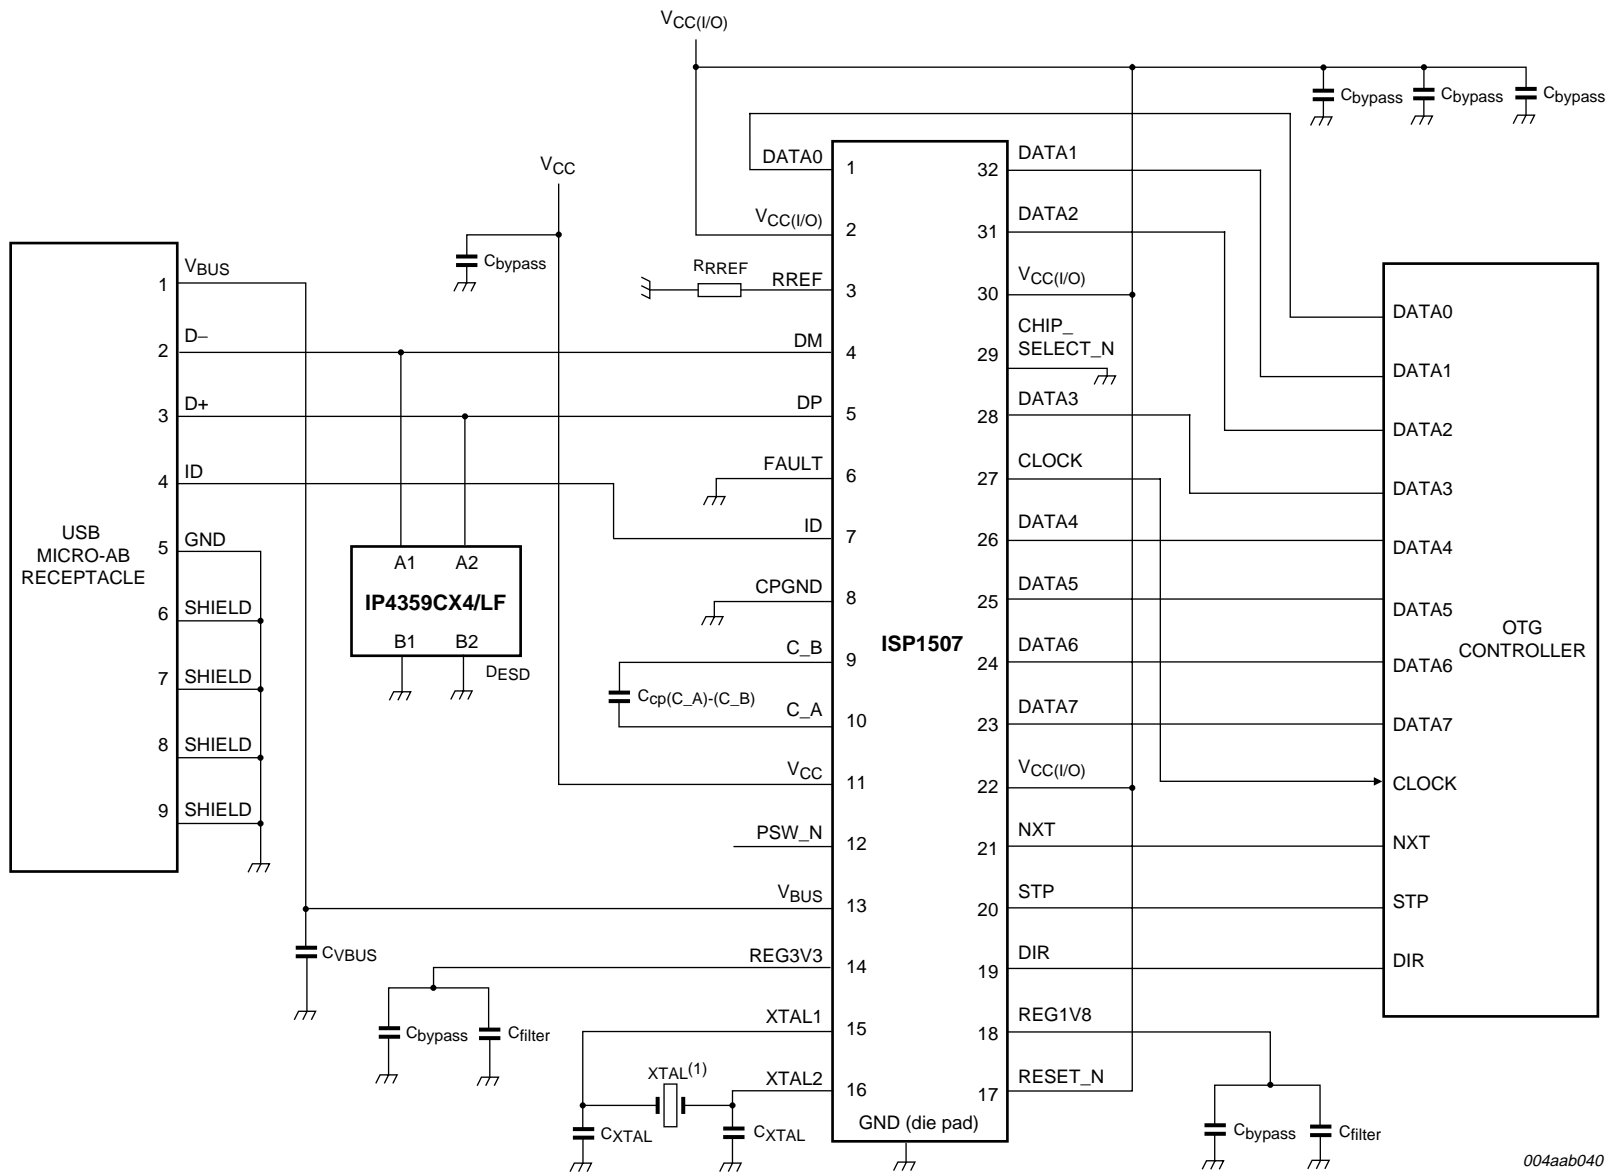 VCC(I/O)
Cbypass
Cbypass
Cbypass
VCC
Cbypass
USB
MICRO-AB
RECEPTACLE
1 VBUS
2 D−
3 D+
4 ID
5 GND
6 SHIELD
7 SHIELD
8 SHIELD
9 SHIELD
A1 A2
IP4359CX4/LF
B1 B2
DESD
CVBUS
RRREF
Ccp(C_A)-(C_B)
Cbypass
Cfilter
XTAL(1)
CXTAL
CXTAL
ISP1507
DATA0 1
VCC(I/O) 2
RREF 3
DM 4
DP 5
FAULT 6
ID 7
CPGND 8
C_B 9
C_A 10
VCC 11
PSW_N 12
VBUS 13
REG3V3 14
XTAL1 15
XTAL2 16
GND (die pad)
32 DATA1
31 DATA2
30 VCC(I/O)
29 CHIP_
SELECT_N
28 DATA3
27 CLOCK
26 DATA4
25 DATA5
24 DATA6
23 DATA7
22 VCC(I/O)
21 NXT
20 STP
19 DIR
18 REG1V8
17 RESET_N
Cbypass
Cfilter
OTG
CONTROLLER
DATA0
DATA1
DATA2
DATA3
DATA4
DATA5
DATA6
DATA7
CLOCK
NXT
STP
DIR
004aab040